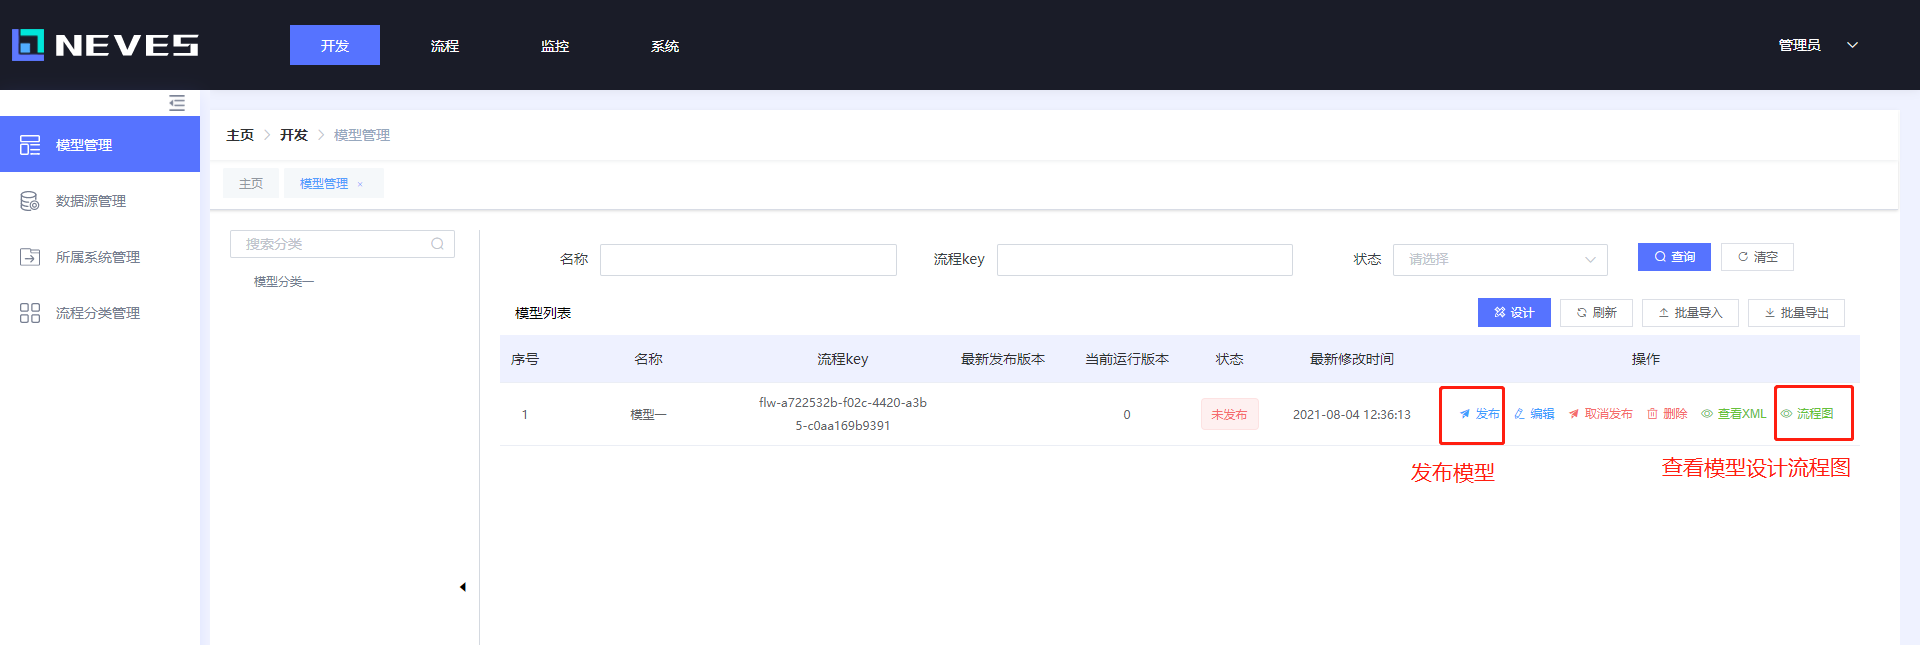 NEVES
开发 流程 监控 系统 管理员
主页 开发 模型管理
模型管理
主页 模型管理 ×
数据源管理
搜索分类
名称 流程key 状态 请选择 查询 清空
所属系统管理
模型分类一
流程分类管理
模型列表 设计 刷新 批量导入 批量导出
序号 名称 流程key 最新发布版本 当前运行版本 状态 最新修改时间 操作
1 模型一 flw-a722532b-f02c-4420-a3b
5-c0aa169b9391 0 未发布 2021-08-04 12:36:13 发布 编辑 取消发布 删除 查看XML 流程图
发布模型 查看模型设计流程图